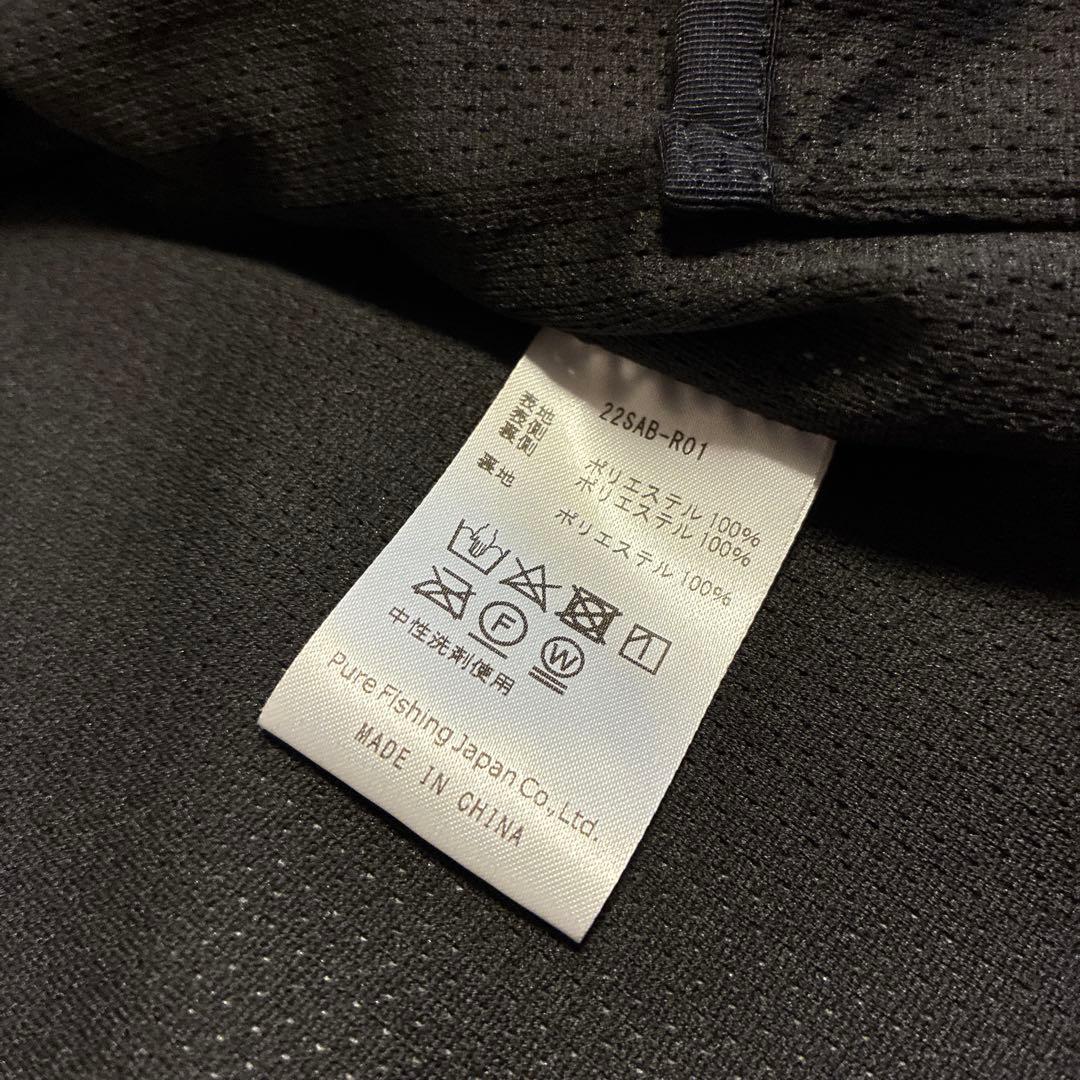 22SAB-R01
表地
表側 ポリエステル 100%
裏側 ポリエステル 100%
裏地 ポリエステル 100%
F
W
中性洗剤使用
Pure Fishing Japan Co., Ltd.
MADE IN CHINA